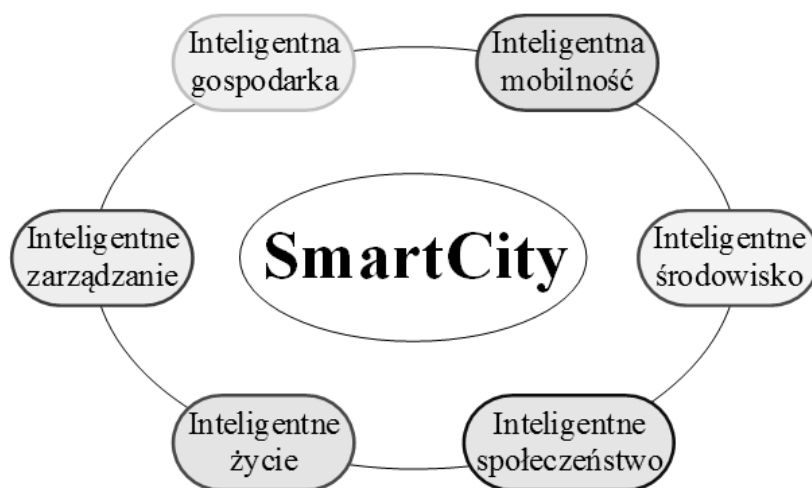 Inteligentna
gospodarka
Inteligentna
mobilność
Inteligentne
zarządzanie
SmartCity
Inteligentne
środowisko
Inteligentne
życie
Inteligentne
społeczeństwo